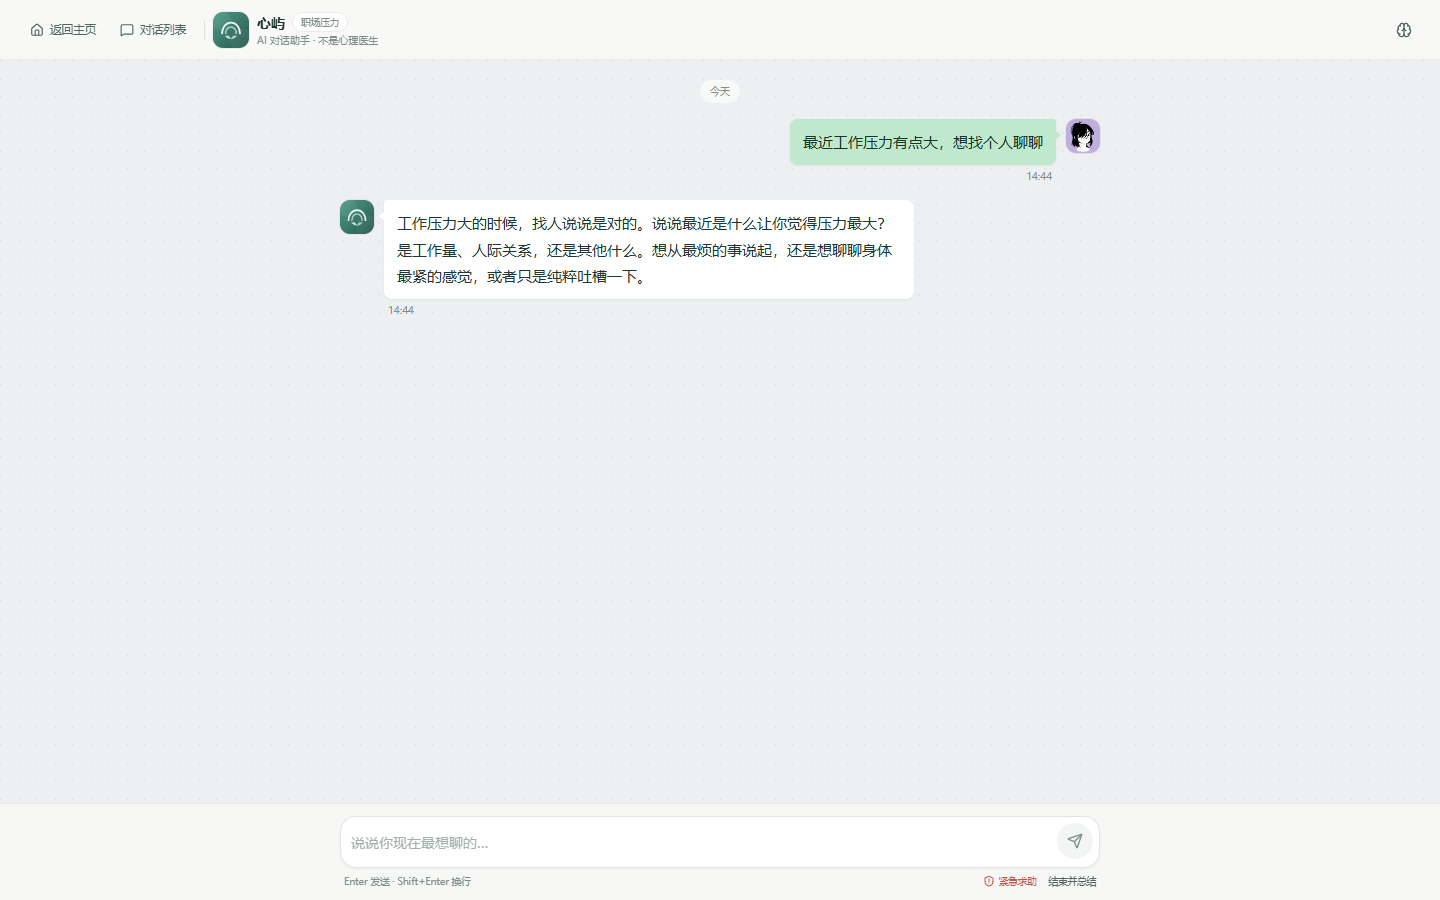 返回主页
对话列表
心屿
职场压力
AI 对话助手 · 不是心理医生
今天
最近工作压力有点大，想找个人聊聊
14:44
工作压力大的时候，找人说说是对的。说说最近是什么让你觉得压力最大？
是工作量、人际关系，还是其他什么。想从最烦的事说起，还是想聊聊身体
最紧的感觉，或者只是纯粹吐槽一下。
14:44
说说你现在最想聊的...
Enter 发送 · Shift+Enter 换行
紧急求助
结束并总结